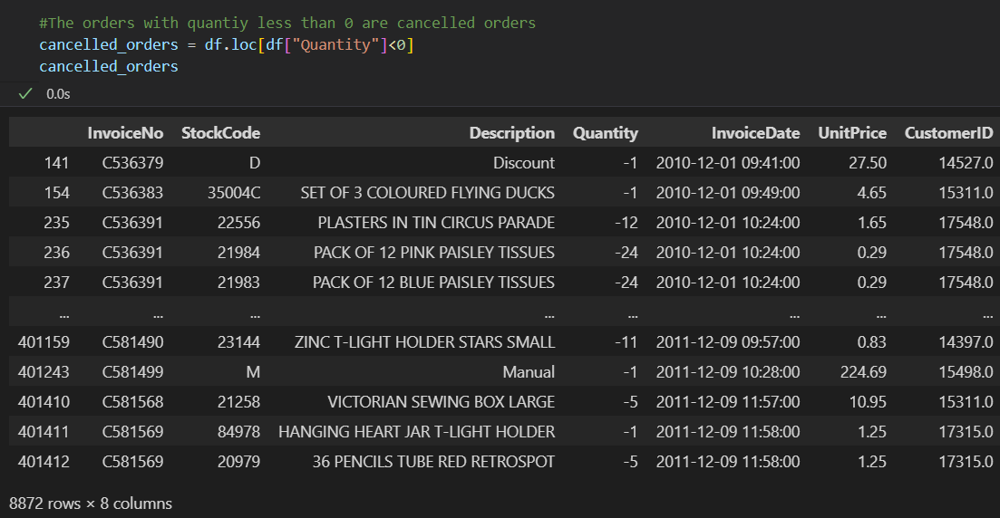 #The orders with quantiy less than 0 are cancelled orders
cancelled_orders = df.loc[df["Quantity"]<0]
cancelled_orders
✓ 0.0s
InvoiceNo StockCode Description Quantity InvoiceDate UnitPrice CustomerID
141 C536379 D Discount -1 2010-12-01 09:41:00 27.50 14527.0
154 C536383 35004C SET OF 3 COLOURED FLYING DUCKS -1 2010-12-01 09:49:00 4.65 15311.0
235 C536391 22556 PLASTERS IN TIN CIRCUS PARADE -12 2010-12-01 10:24:00 1.65 17548.0
236 C536391 21984 PACK OF 12 PINK PAISLEY TISSUES -24 2010-12-01 10:24:00 0.29 17548.0
237 C536391 21983 PACK OF 12 BLUE PAISLEY TISSUES -24 2010-12-01 10:24:00 0.29 17548.0
... ... ... ... ... ... ... ...
401159 C581490 23144 ZINC T-LIGHT HOLDER STARS SMALL -11 2011-12-09 09:57:00 0.83 14397.0
401243 C581499 M Manual -1 2011-12-09 10:28:00 224.69 15498.0
401410 C581568 21258 VICTORIAN SEWING BOX LARGE -5 2011-12-09 11:57:00 10.95 15311.0
401411 C581569 84978 HANGING HEART JAR T-LIGHT HOLDER -1 2011-12-09 11:58:00 1.25 17315.0
401412 C581569 20979 36 PENCILS TUBE RED RETROSPOT -5 2011-12-09 11:58:00 1.25 17315.0
8872 rows × 8 columns